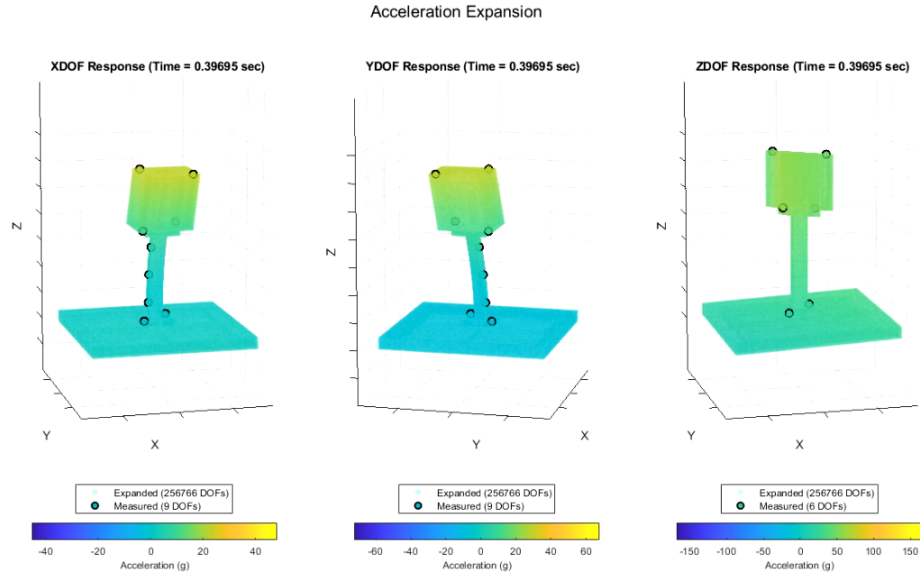 Acceleration Expansion
XDOF Response (Time = 0.39695 sec)
YDOF Response (Time = 0.39695 sec)
ZDOF Response (Time = 0.39695 sec)
Z
Y
X
Z
Y
X
Z
Y
X
Expanded (256766 DOFs)
Measured (9 DOFs)
Expanded (256766 DOFs)
Measured (9 DOFs)
Expanded (256766 DOFs)
Measured (6 DOFs)
-40 -20 0 20 40
Acceleration (g)
-60 -40 -20 0 20 40 60
Acceleration (g)
-150 -100 -50 0 50 100 150
Acceleration (g)